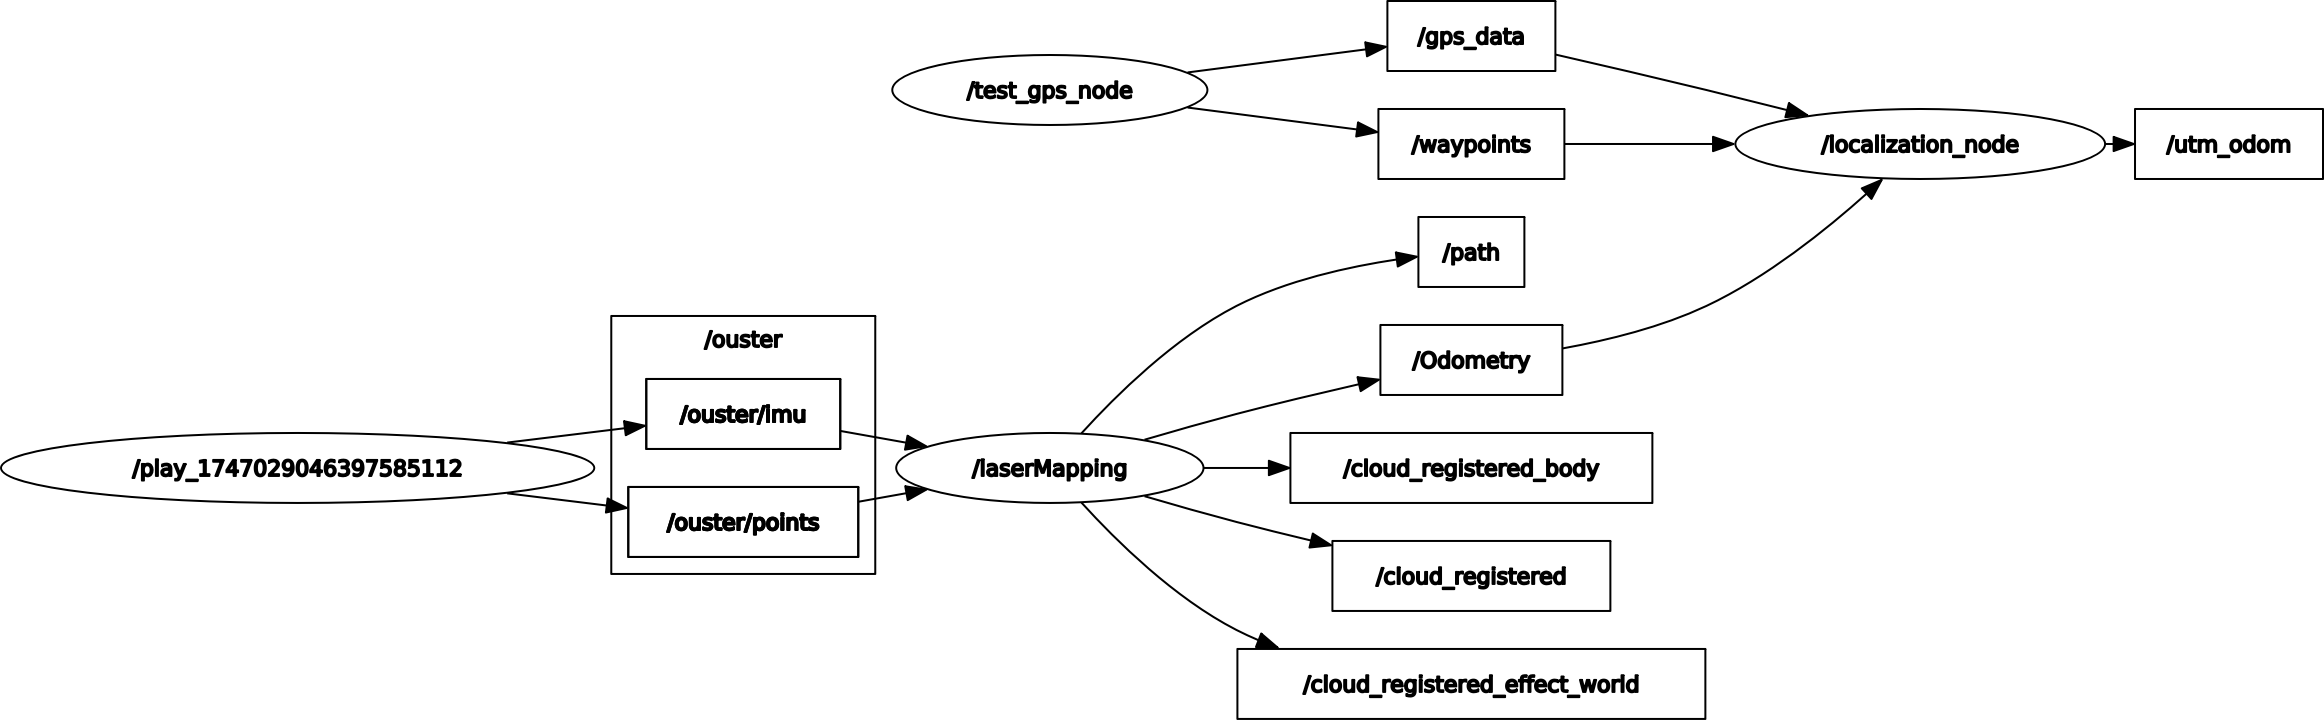 /gps_data
/test_gps_node
/waypoints
/localization_node
/utm_odom
/path
/ouster
/Odometry
/ouster/imu
/play_1747029046397585112
/laserMapping
/cloud_registered_body
/ouster/points
/cloud_registered
/cloud_registered_effect_world